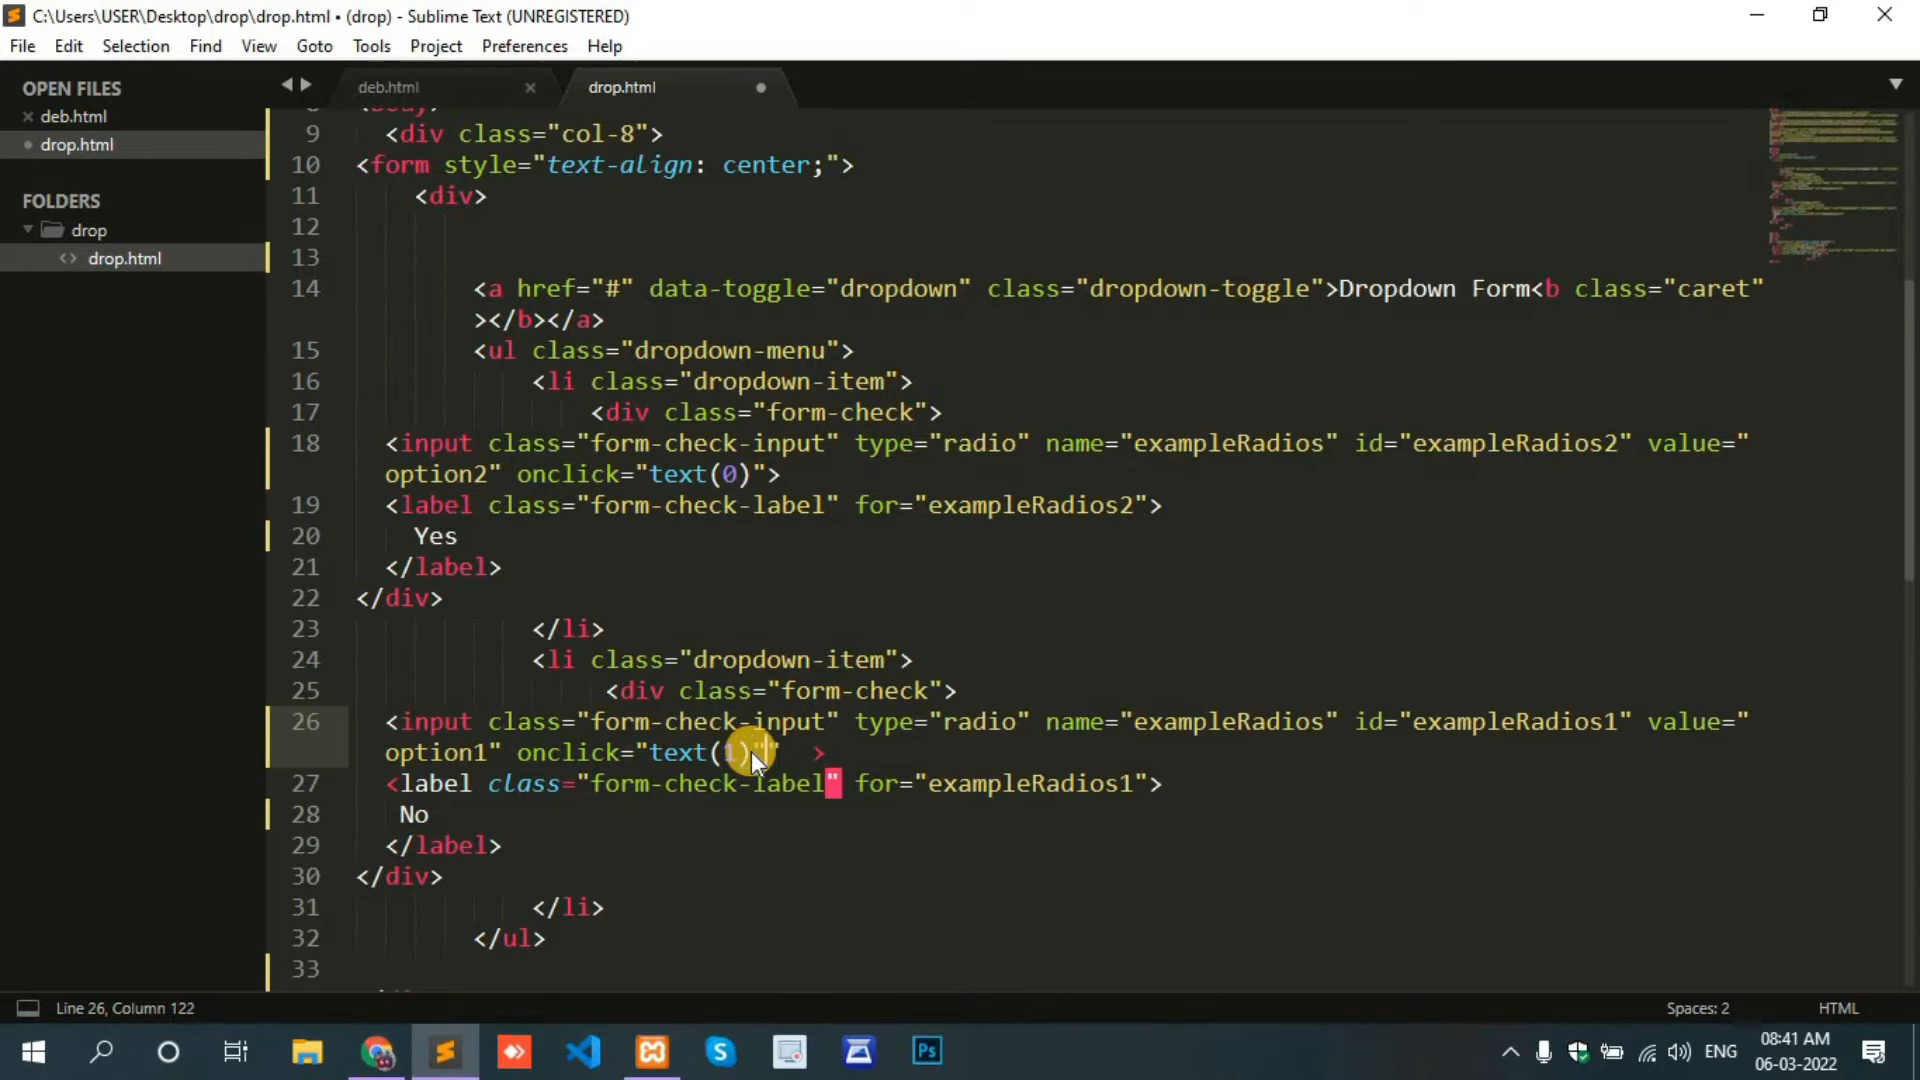 C:\Users\USER\Desktop\drop\drop.html • (drop) - Sublime Text (UNREGISTERED)
File Edit Selection Find View Goto Tools Project Preferences Help
OPEN FILES
deb.html
drop.html
FOLDERS
drop
<> drop.html
deb.html
drop.html
8 <body>
9 <div class="col-8">
10 <form style="text-align: center;">
11 <div>
12
13
14 <a href="#" data-toggle="dropdown" class="dropdown-toggle">Dropdown Form<b class="caret"
></b></a>
15 <ul class="dropdown-menu">
16 <li class="dropdown-item">
17 <div class="form-check">
18 <input class="form-check-input" type="radio" name="exampleRadios" id="exampleRadios2" value="
option2" onclick="text(0)">
19 <label class="form-check-label" for="exampleRadios2">
20 Yes
21 </label>
22 </div>
23 </li>
24 <li class="dropdown-item">
25 <div class="form-check">
26 <input class="form-check-input" type="radio" name="exampleRadios" id="exampleRadios1" value="
option1" onclick="text(1)"" >
27 <label class="form-check-label" for="exampleRadios1">
28 No
29 </label>
30 </div>
31 </li>
32 </ul>
33
Line 26, Column 122
Spaces: 2
HTML
Ps
ENG
08:41 AM
06-03-2022